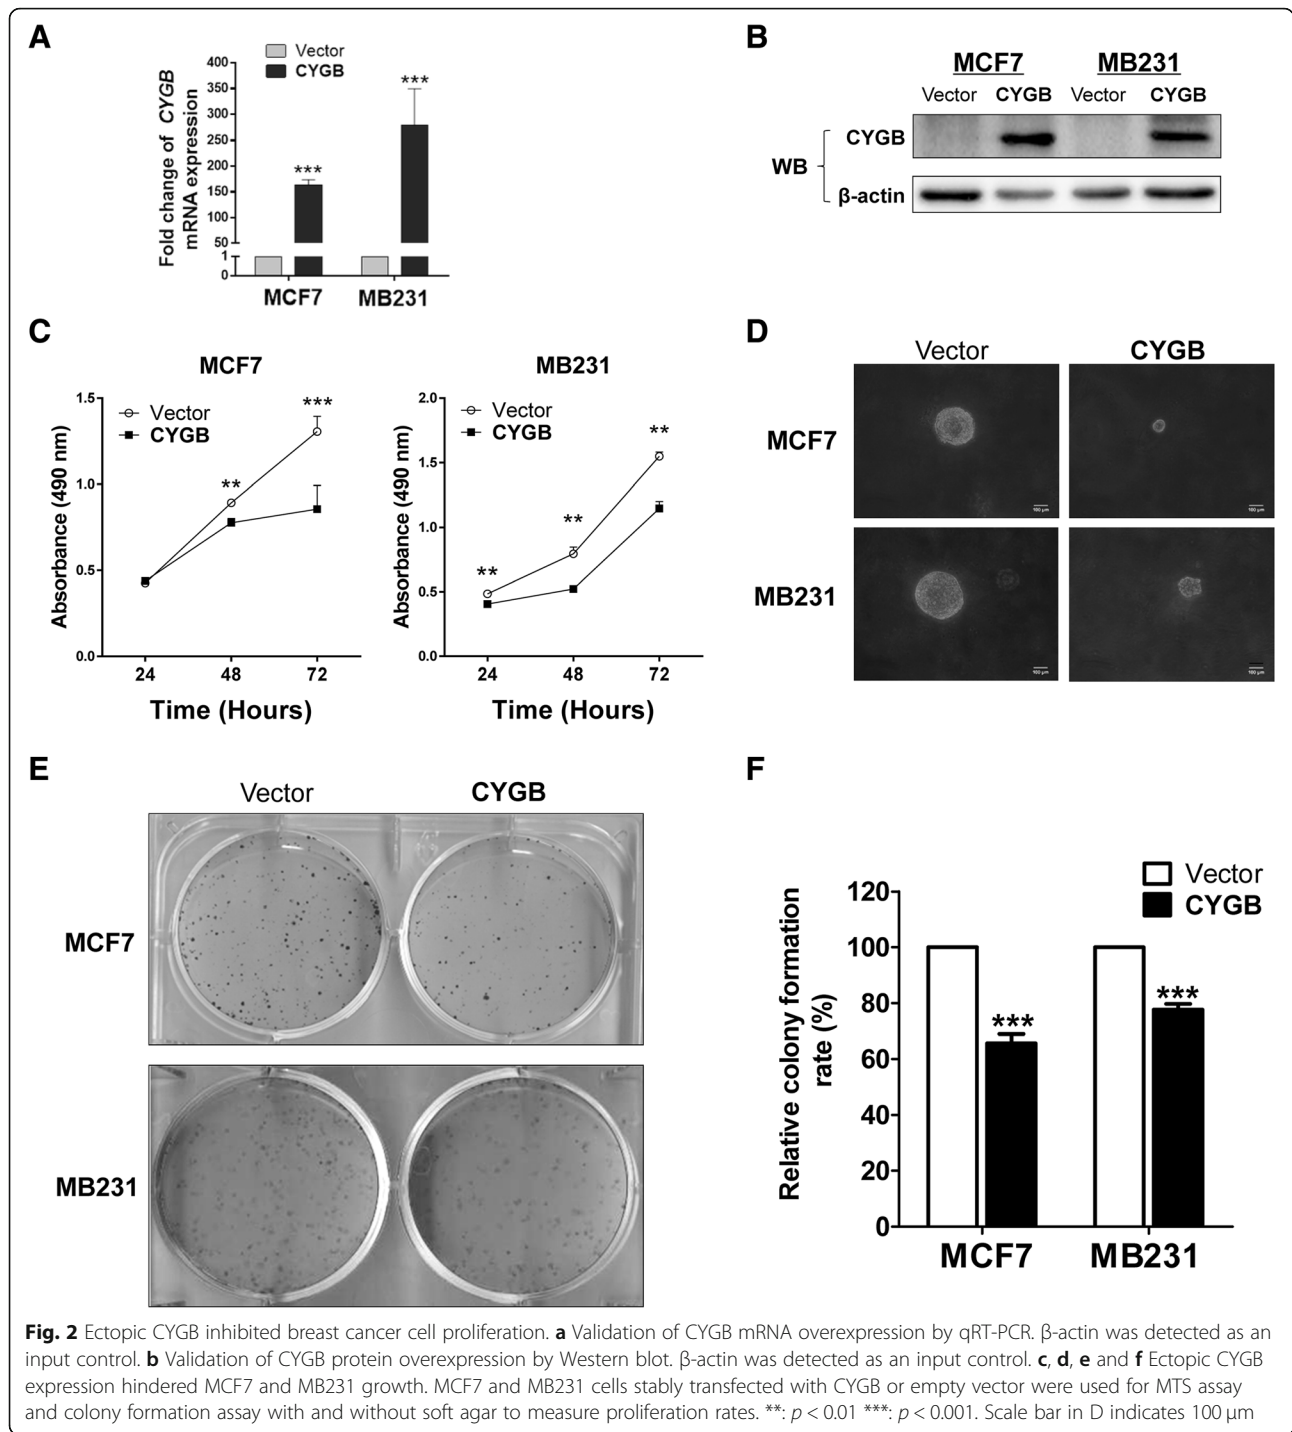 A
Vector
CYGB
Fold change of CYGB
mRNA expression
400
350
300
250
200
150
100
50
1
0
***
***
MCF7
MB231
B
MCF7
MB231
Vector
CYGB
Vector
CYGB
WB
CYGB
β-actin
C
MCF7
Vector
CYGB
Absorbance (490 nm)
1.5
1.0
0.5
0.0
**
***
24
48
72
Time (Hours)
MB231
Vector
CYGB
Absorbance (490 nm)
2.0
1.5
1.0
0.5
0.0
**
**
**
24
48
72
Time (Hours)
D
Vector
CYGB
MCF7
100 μm
100 μm
MB231
100 μm
100 μm
E
Vector
CYGB
MCF7
MB231
F
Vector
CYGB
Relative colony formation
rate (%)
120
100
80
60
40
20
0
***
***
MCF7
MB231
Fig. 2 Ectopic CYGB inhibited breast cancer cell proliferation. a Validation of CYGB mRNA overexpression by qRT-PCR. β-actin was detected as an
input control. b Validation of CYGB protein overexpression by Western blot. β-actin was detected as an input control. c, d, e and f Ectopic CYGB
expression hindered MCF7 and MB231 growth. MCF7 and MB231 cells stably transfected with CYGB or empty vector were used for MTS assay
and colony formation assay with and without soft agar to measure proliferation rates. **: p < 0.01 ***: p < 0.001. Scale bar in D indicates 100 μm